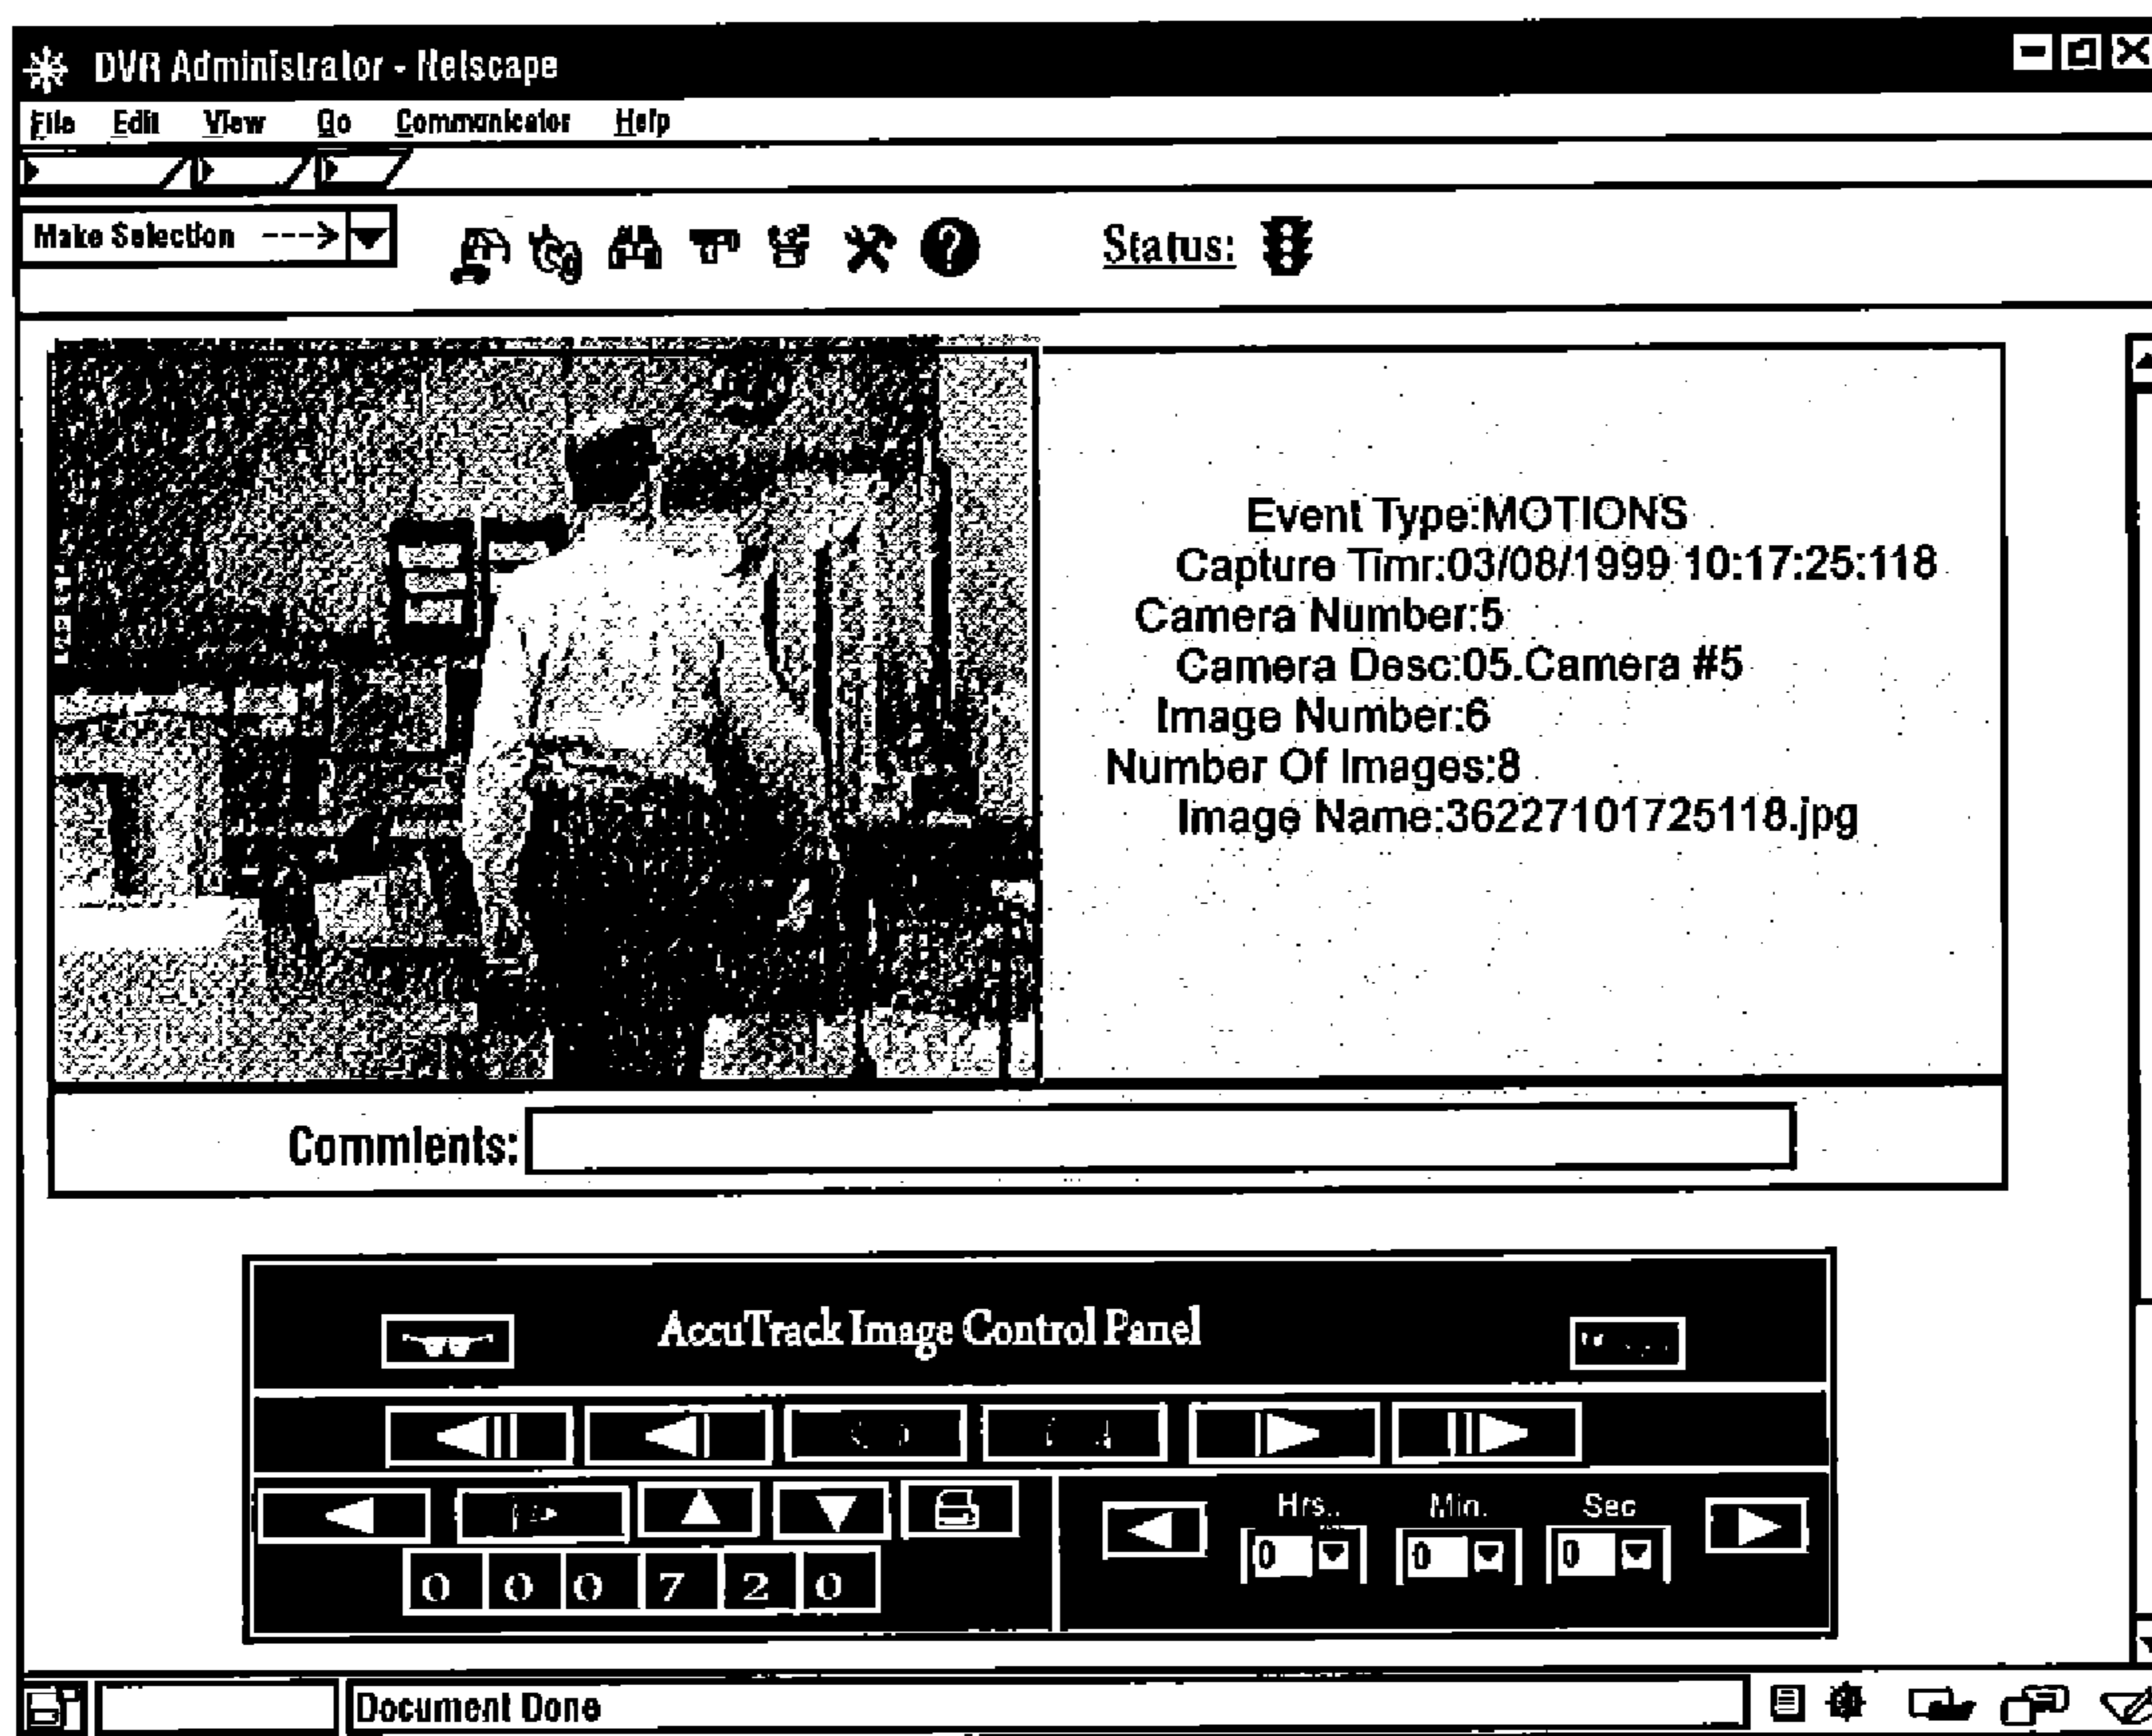 DVR Administrator - Netscape
File Edit View Go Communicator Help
Make Selection --->
Status:
Event Type:MOTIONS
Capture Timr:03/08/1999 10:17:25:118
Camera Number:5
Camera Desc:05.Camera #5
Image Number:6
Number Of Images:8
Image Name:36227101725118.jpg
Commients:
AccuTrack Image Control Panel
Hrs.. Min. Sec
0 0 0
0 0 0 7 2 0
Document Done